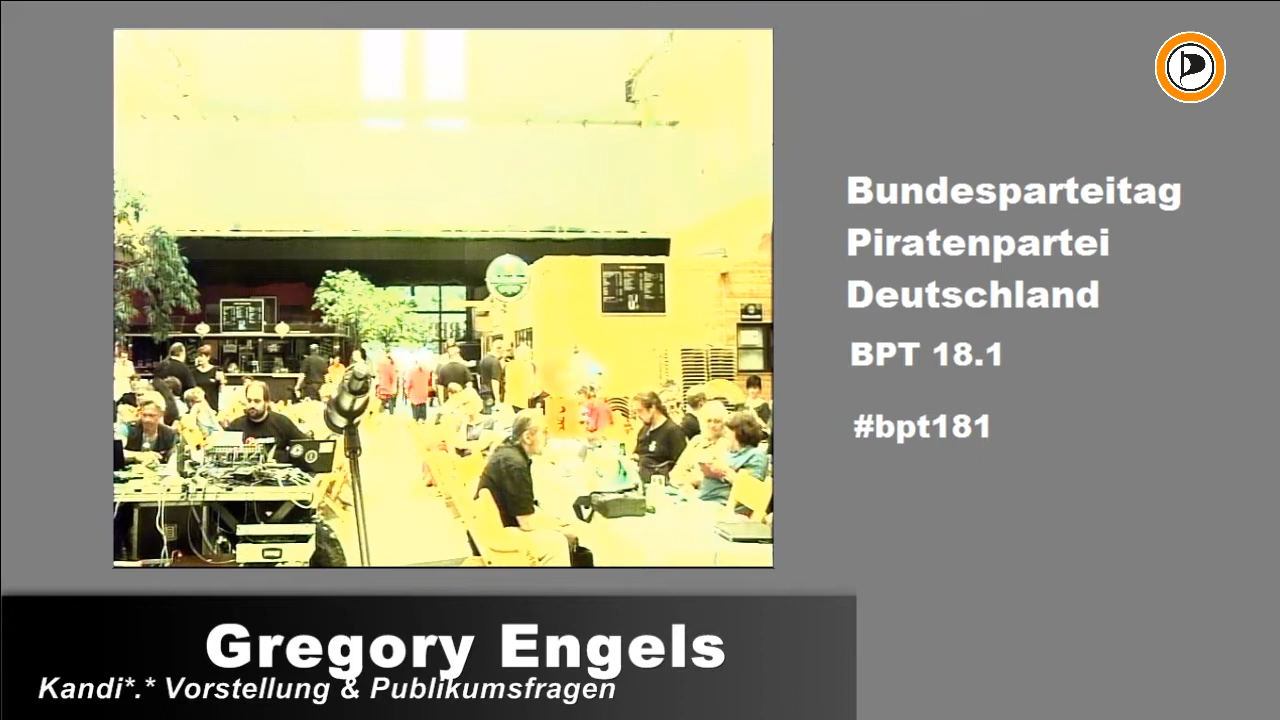 Bundesparteitag
Piratenpartei
Deutschland
BPT 18.1
#bpt181
Gregory Engels
Kandi*.* Vorstellung & Publikumsfragen